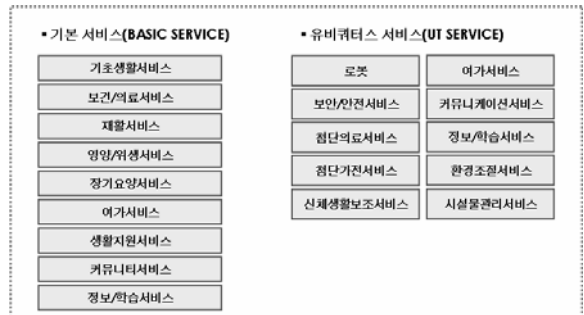 ▪ 기본 서비스(BASIC SERVICE)
기초생활서비스
보건/의료서비스
재활서비스
영양/위생서비스
장기요양서비스
여가서비스
생활지원서비스
커뮤니티서비스
정보/학습서비스
▪ 유비쿼터스 서비스(UT SERVICE)
로봇 여가서비스
보안/안전서비스 커뮤니케이션서비스
첨단의료서비스 정보/학습서비스
첨단가전서비스 환경조절서비스
신체생활보조서비스 시설물관리서비스